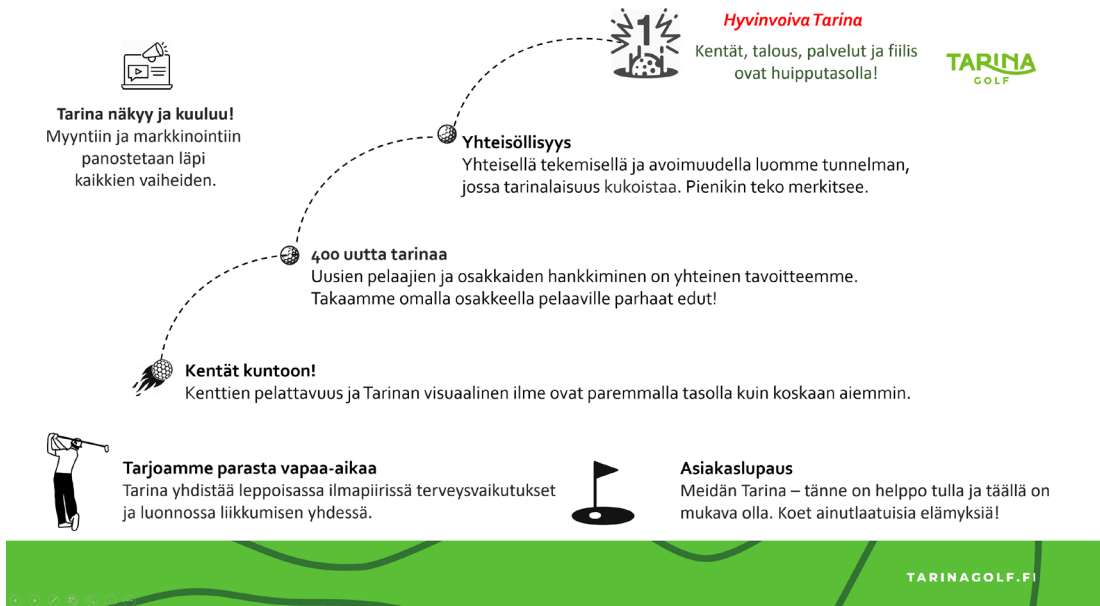 Hyvinvoiva Tarina
Kentät, talous, palvelut ja fiilis
ovat huipputasolla!
1
TARINA
GOLF
Tarina näkyy ja kuuluu!
Myyntiin ja markkinointiin
panostetaan läpi
kaikkien vaiheiden.
Yhteisöllisyys
Yhteisellä tekemisellä ja avoimuudella luomme tunnelman,
jossa tarinalaisuus kukoistaa. Pienikin teko merkitsee.
400 uutta tarinaa
Uusien pelaajien ja osakkaiden hankkiminen on yhteinen tavoitteemme.
Takaamme omalla osakkeella pelaaville parhaat edut!
Kentät kuntoon!
Kenttien pelattavuus ja Tarinan visuaalinen ilme ovat paremmalla tasolla kuin koskaan aiemmin.
Tarjoamme parasta vapaa-aikaa
Tarina yhdistää leppoisassa ilmapiirissä terveysvaikutukset
ja luonnossa liikkumisen yhdessä.
Asiakaslupaus
Meidän Tarina – tänne on helppo tulla ja täällä on
mukava olla. Koet ainutlaatuisia elämyksiä!
TARINAGOLF.FI